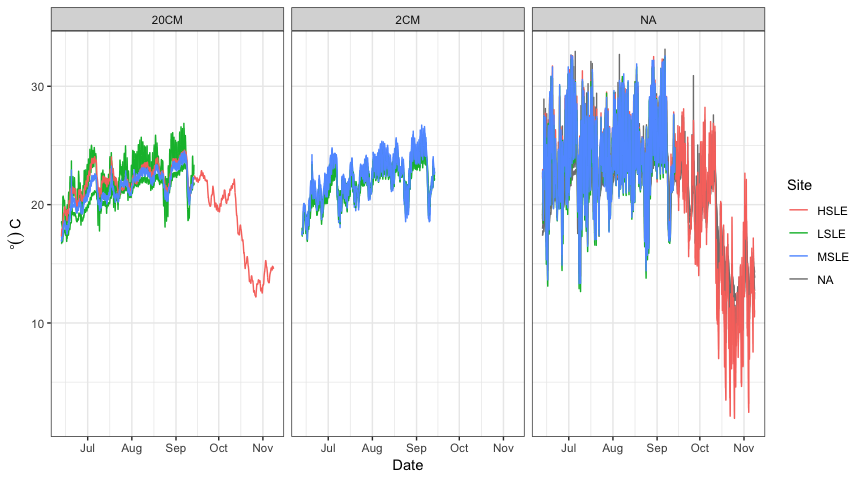 20CM 2CM NA
30
20
10
°( ) C
Jul Aug Sep Oct Nov Jul Aug Sep Oct Nov Jul Aug Sep Oct Nov
Date
Site
HSLE
LSLE
MSLE
NA